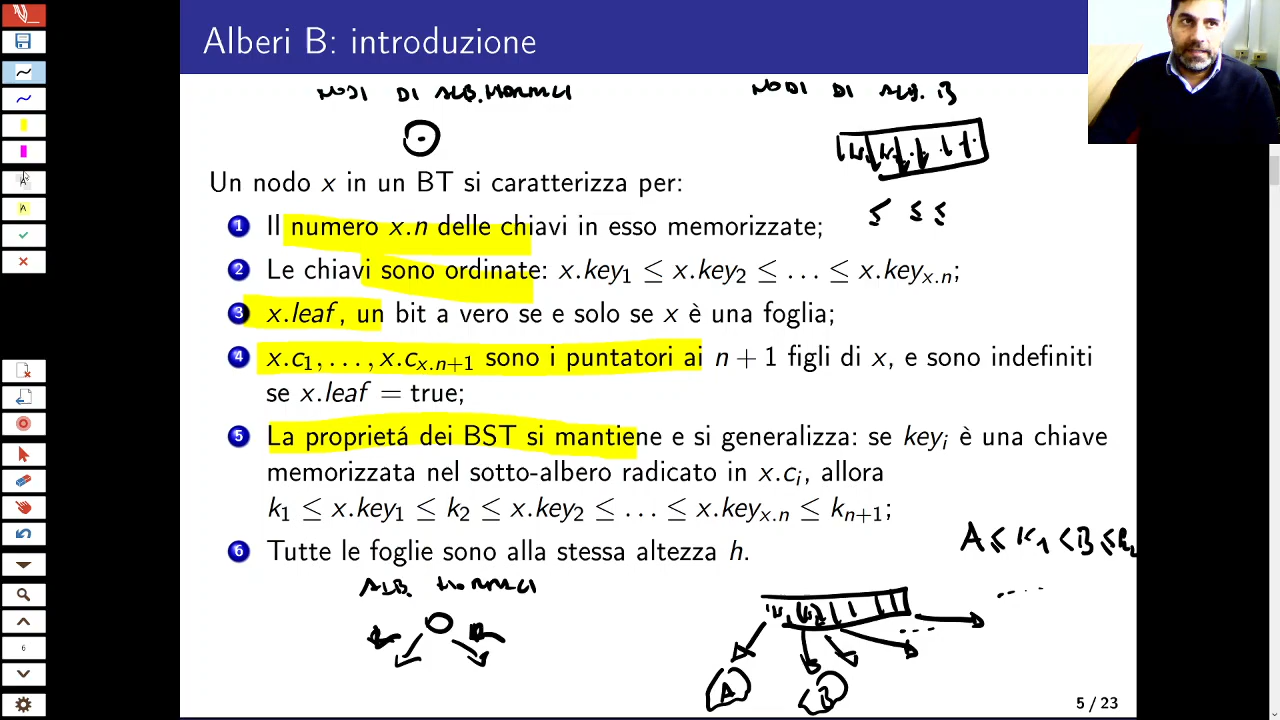 Alberi B: introduzione
NODI DI ALB. NORMALI
NODI DI ALB. B
Un nodo x in un BT si caratterizza per:
1 Il numero x.n delle chiavi in esso memorizzate;
≤ ≤ ≤
2 Le chiavi sono ordinate: x.key₁ ≤ x.key₂ ≤ . . . ≤ x.keyₓ.ₙ;
3 x.leaf, un bit a vero se e solo se x è una foglia;
4 x.c₁, . . . , x.cₓ.ₙ₊₁ sono i puntatori ai n + 1 figli di x, e sono indefiniti
se x.leaf = true;
5 La proprietá dei BST si mantiene e si generalizza: se keyᵢ è una chiave
memorizzata nel sotto-albero radicato in x.cᵢ, allora
k₁ ≤ x.key₁ ≤ k₂ ≤ x.key₂ ≤ . . . ≤ x.keyₓ.ₙ ≤ kₙ₊₁;
A ≤ K₁ < B ≤ K₂
6 Tutte le foglie sono alla stessa altezza h.
ALB. NORMALI
A
B
5 / 23
6